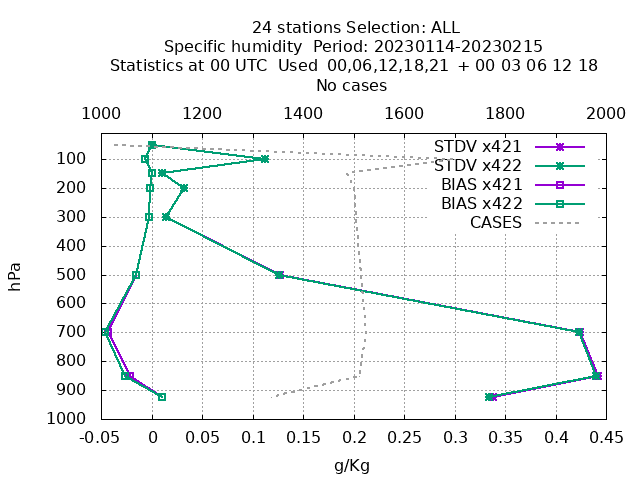 24 stations Selection: ALL
Specific humidity  Period: 20230114-20230215
Statistics at 00 UTC  Used  00,06,12,18,21  + 00 03 06 12 18
No cases
1000 1200 1400 1600 1800 2000
STDV x421
STDV x422
BIAS x421
BIAS x422
CASES
100
200
300
400
500
600
700
800
900
1000
hPa
-0.05 0 0.05 0.1 0.15 0.2 0.25 0.3 0.35 0.4 0.45
g/Kg